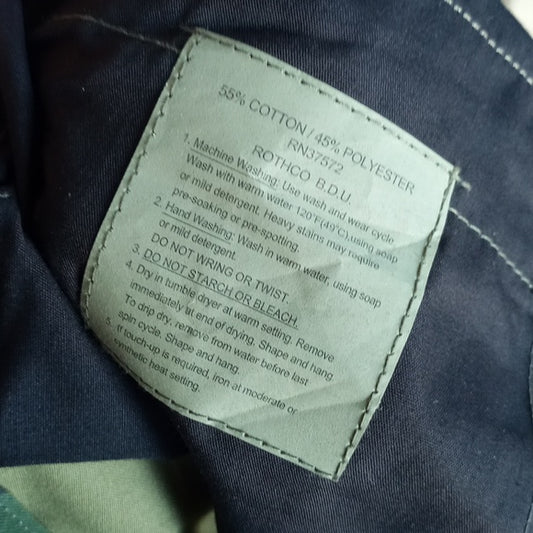 55% COTTON / 45% POLYESTER
RN37572
ROTHCO B.D.U.
1. Machine Washing: Use wash and wear cycle
Wash with warm water 120°F(49°C),using soap
or mild detergent. Heavy stains may require
pre-soaking or pre-spotting.
2. Hand Washing: Wash in warm water, using soap
or mild detergent.
3. DO NOT WRING OR TWIST.
4. DO NOT STARCH OR BLEACH.
Dry in tumble dryer at warm setting. Remove
immediately at end of drying. Shape and hang.
To drip dry, remove from water before last
spin cycle. Shape and hang.
5. If touch-up is required, iron at moderate or
synthetic heat setting.